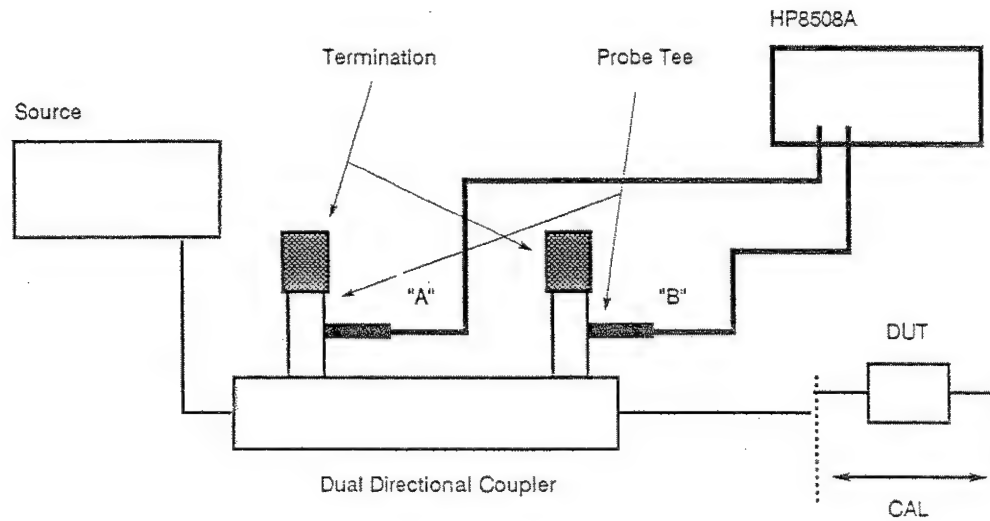 HP8508A
Termination
Probe Tee
Source
"A"
"B"
DUT
Dual Directional Coupler
CAL